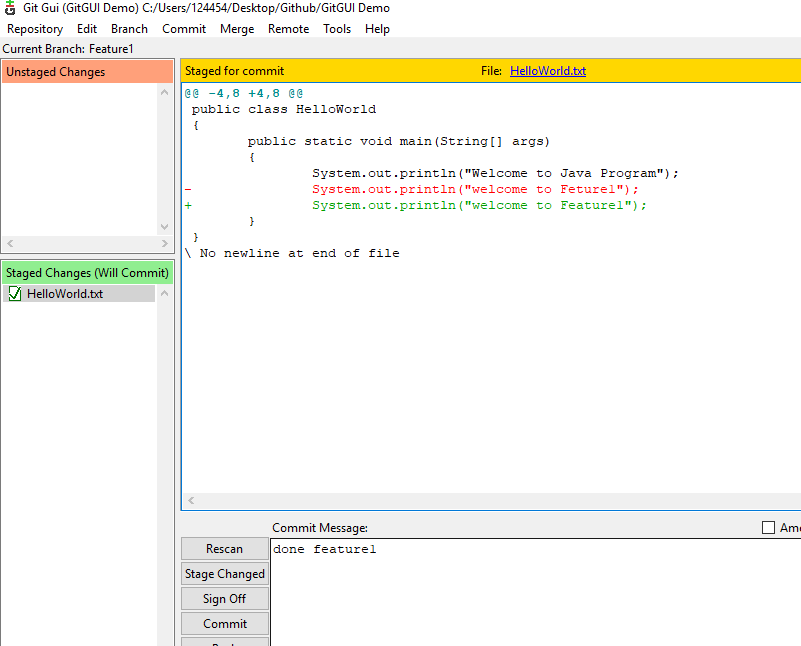 Git Gui (GitGUI Demo) C:/Users/124454/Desktop/Github/GitGUI Demo
Repository Edit Branch Commit Merge Remote Tools Help
Current Branch: Feature1
Unstaged Changes
Staged for commit File: HelloWorld.txt
@@ -4,8 +4,8 @@
public class HelloWorld
{
public static void main(String[] args)
{
System.out.println("Welcome to Java Program");
- System.out.println("welcome to Feture1");
+ System.out.println("welcome to Feature1");
}
}
\ No newline at end of file
Staged Changes (Will Commit)
HelloWorld.txt
Commit Message: Ame
Rescan
done feature1
Stage Changed
Sign Off
Commit